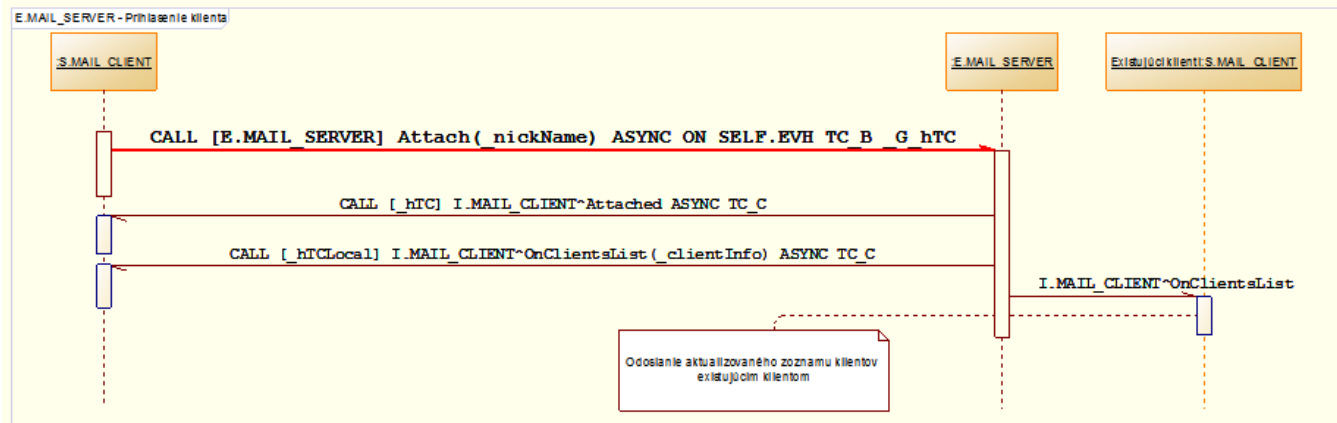 E.MAIL_SERVER - Prihlasenie klienta
:S.MAIL_CLIENT
:E.MAIL_SERVER
Existujúci klienti:S.MAIL_CLIENT
CALL [E.MAIL_SERVER] Attach(_nickName) ASYNC ON SELF.EVH TC_B _G_hTC
CALL [_hTC] I.MAIL_CLIENT^Attached ASYNC TC_C
CALL [_hTCLocal] I.MAIL_CLIENT^OnClientsList(_clientInfo) ASYNC TC_C
I.MAIL_CLIENT^OnClientsList
Odoslanie aktualizovaného zoznamu klientov
existujúcim klientom